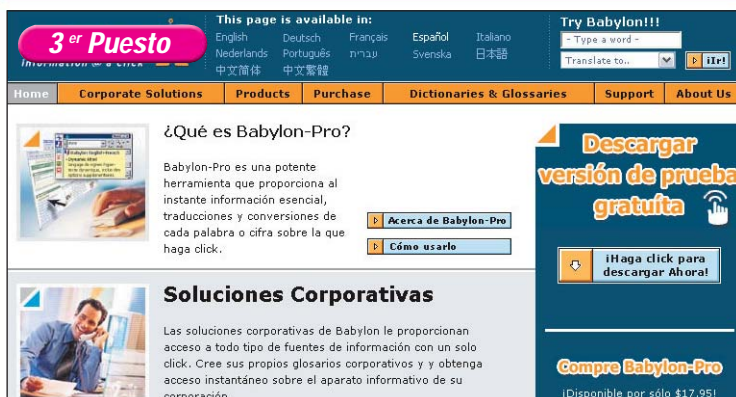 3 er Puesto
information @ a click
This page is available in:
English Deutsch Français Español Italiano
Nederlands Português עברית Svenska 日本語
中文简体 中文繁體
Try Babylon!!!
- Type a word -
Translate to..
¡Ir!
Home Corporate Solutions Products Purchase Dictionaries & Glossaries Support About Us
¿Qué es Babylon-Pro?
Babylon-Pro es una potente
herramienta que proporciona al
instante información esencial,
traducciones y conversiones de
cada palabra o cifra sobre la que
haga click.
Acerca de Babylon-Pro
Cómo usarlo
Descargar
versión de prueba
gratuíta
¡Haga click para
descargar Ahora!
Soluciones Corporativas
Las soluciones corporativas de Babylon le proporcionan
acceso a todo tipo de fuentes de información con un solo
click. Cree sus propios glosarios corporativos y y obtenga
acceso instantáneo sobre el aparato informativo de su
corporación.
Compre Babylon-Pro
¡Disponible por sólo $17.95!